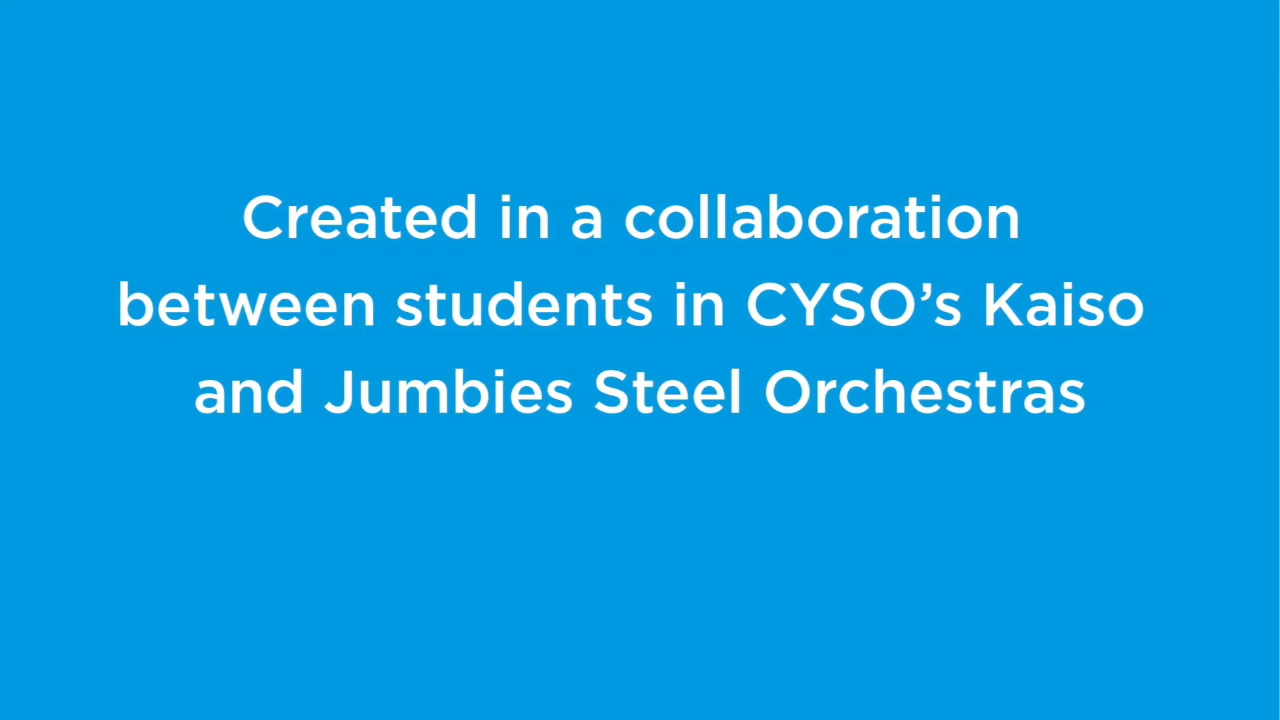 Created in a collaboration
between students in CYSO’s Kaiso
and Jumbies Steel Orchestras